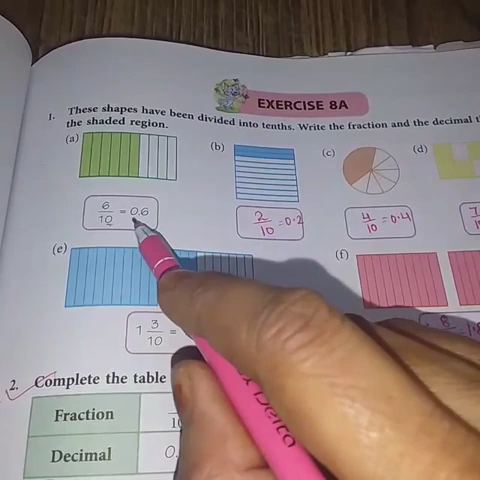 EXERCISE 8A
1. These shapes have been divided into tenths. Write the fraction and the decimal
the shaded region.
(a) (b) (c) (d)
6/10 = 0.6
2/10 = 0.2
4/10 = 0.4
(e) (f)
1 3/10 =
2. Complete the table
Fraction
Decimal 0.
Delta